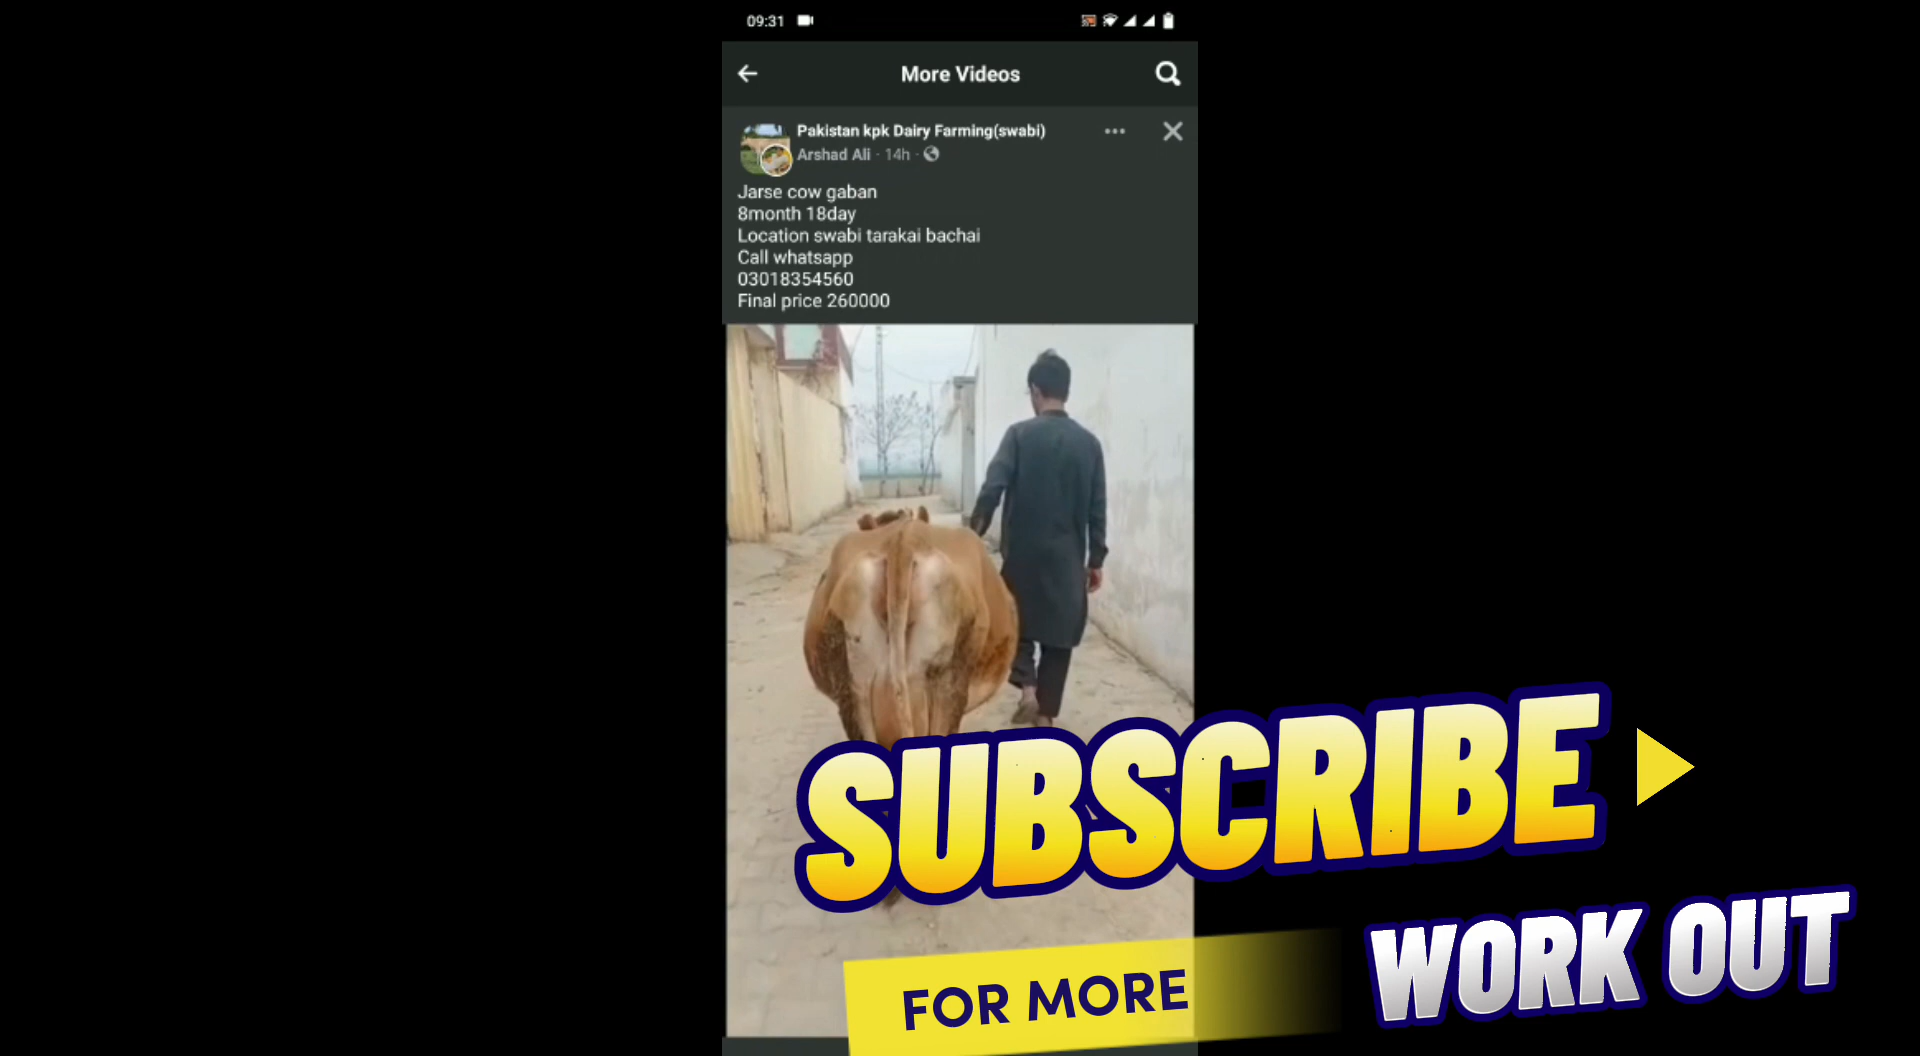 09:31
More Videos
Pakistan kpk Dairy Farming(swabi)
Arshad Ali · 14h ·
Jarse cow gaban
8month 18day
Location swabi tarakai bachai
Call whatsapp
03018354560
Final price 260000
SUBSCRIBE
FOR MORE
WORK OUT